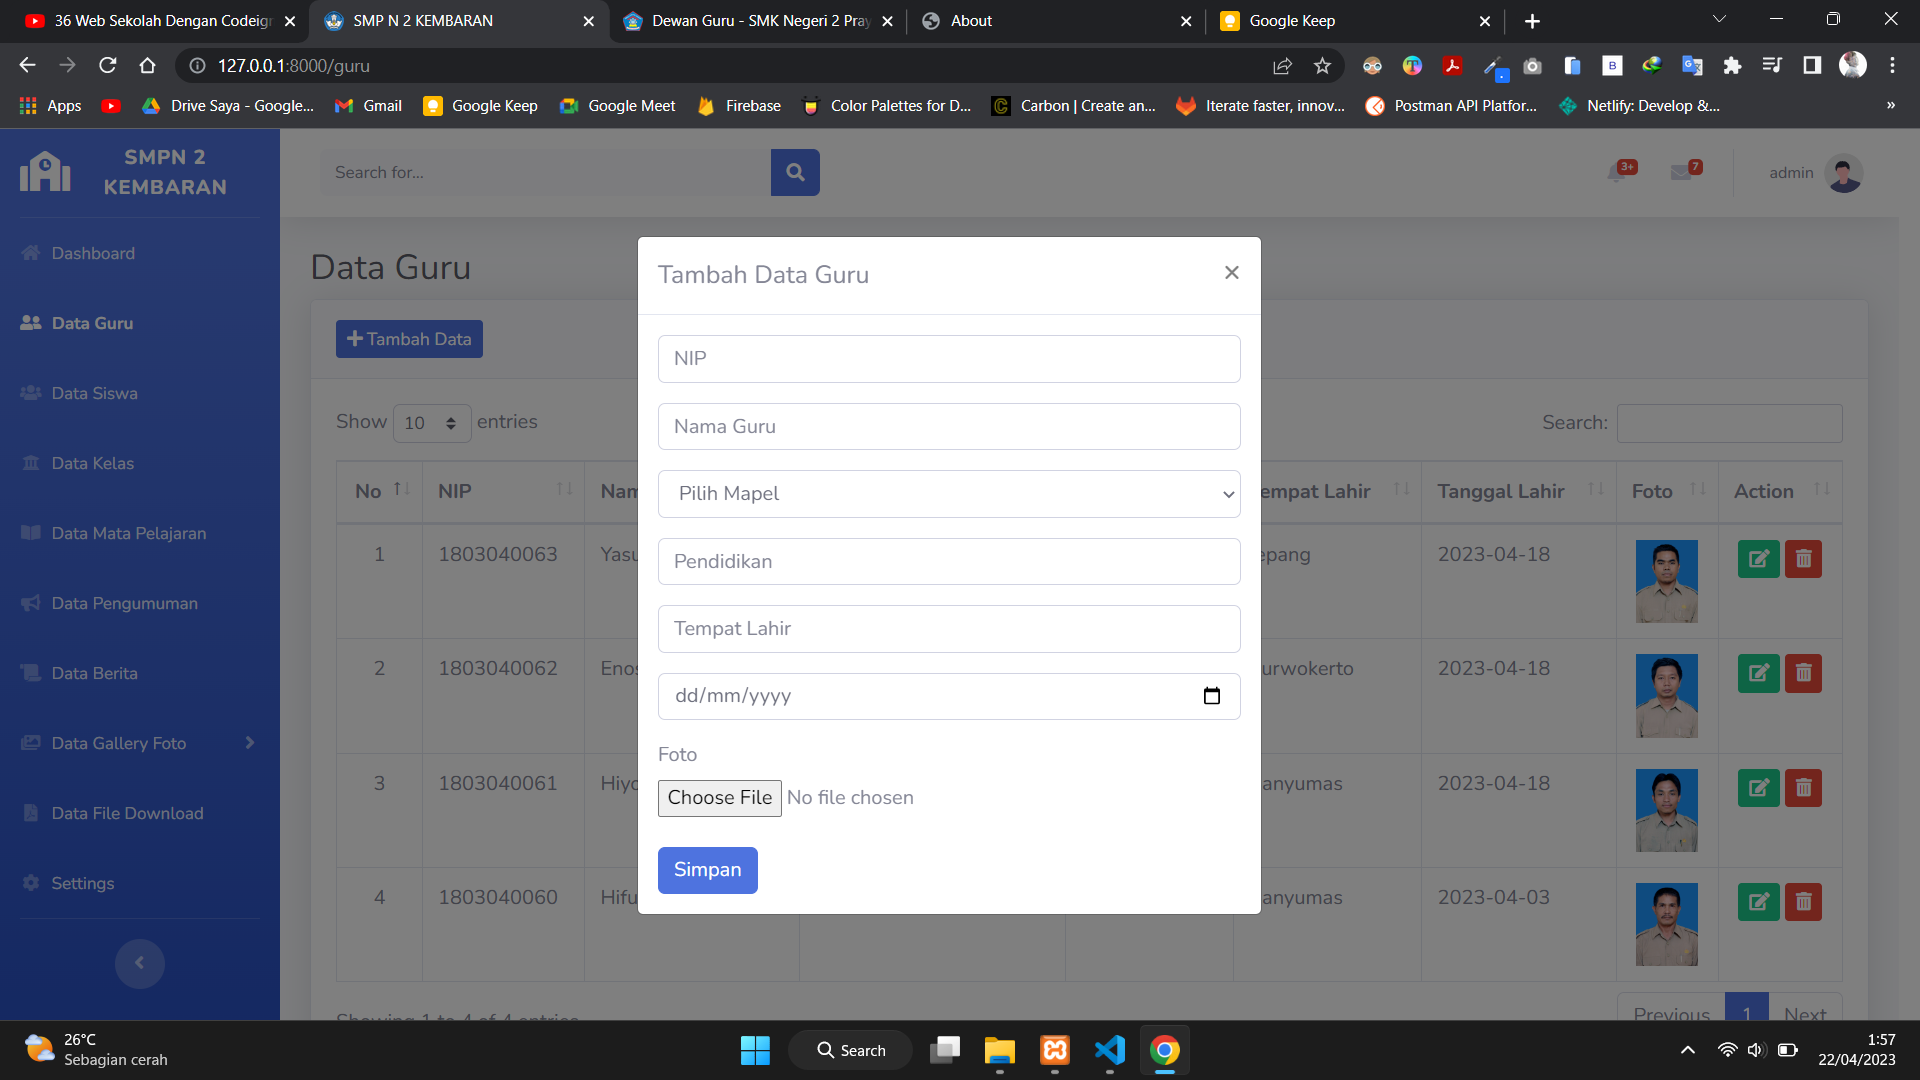 36 Web Sekolah Dengan Codeigr
SMP N 2 KEMBARAN
Dewan Guru - SMK Negeri 2 Pray
About
Google Keep
127.0.0.1:8000/guru
Apps
Drive Saya - Google...
Gmail
Google Keep
Google Meet
Firebase
Color Palettes for D...
Carbon | Create an...
Iterate faster, innov...
Postman API Platfor...
Netlify: Develop &...
»
SMPN 2
KEMBARAN
Search for...
3+
7
admin
Dashboard
Data Guru
Data Siswa
Data Kelas
Data Mata Pelajaran
Data Pengumuman
Data Berita
Data Gallery Foto
Data File Download
Settings
Data Guru
Tambah Data
Show 10 entries
Search:
No NIP Nam empat Lahir Tanggal Lahir Foto Action
1 1803040063 Yasu epang 2023-04-18
2 1803040062 Enos urwokerto 2023-04-18
3 1803040061 Hiyo anyumas 2023-04-18
4 1803040060 Hifu anyumas 2023-04-03
Showing 1 to 4 of 4 entries
Previous 1 Next
Tambah Data Guru
×
NIP
Nama Guru
Pilih Mapel
Pendidikan
Tempat Lahir
dd/mm/yyyy
Foto
Choose File No file chosen
Simpan
26°C
Sebagian cerah
Search
1:57
22/04/2023